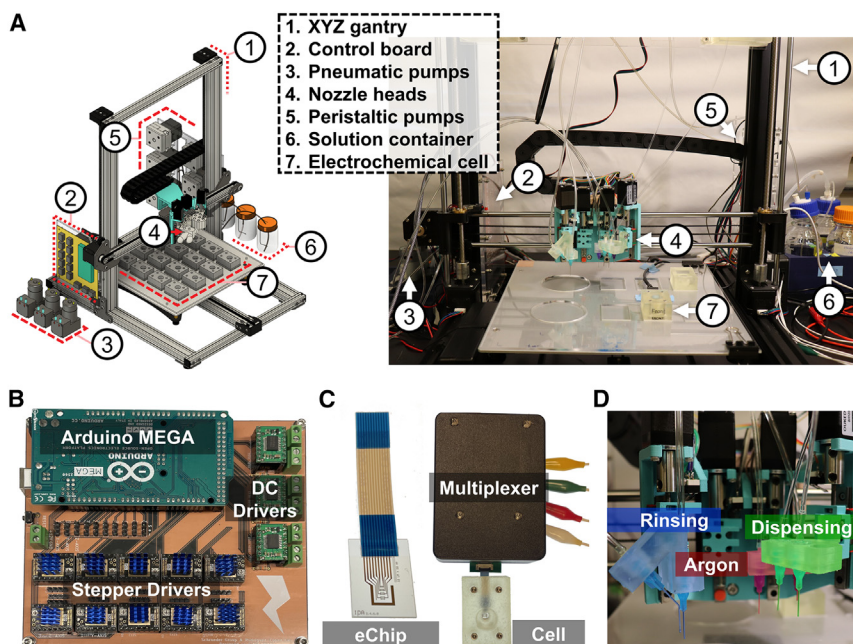 A
1. XYZ gantry
2. Control board
3. Pneumatic pumps
4. Nozzle heads
5. Peristaltic pumps
6. Solution container
7. Electrochemical cell
1
5
2
4
6
7
3
1
5
2
4
3
7
6
B
Arduino MEGA
ARDUINO
MEGA
DC
Drivers
Stepper Drivers
C
Multiplexer
eChip
Cell
D
Rinsing
Dispensing
Argon